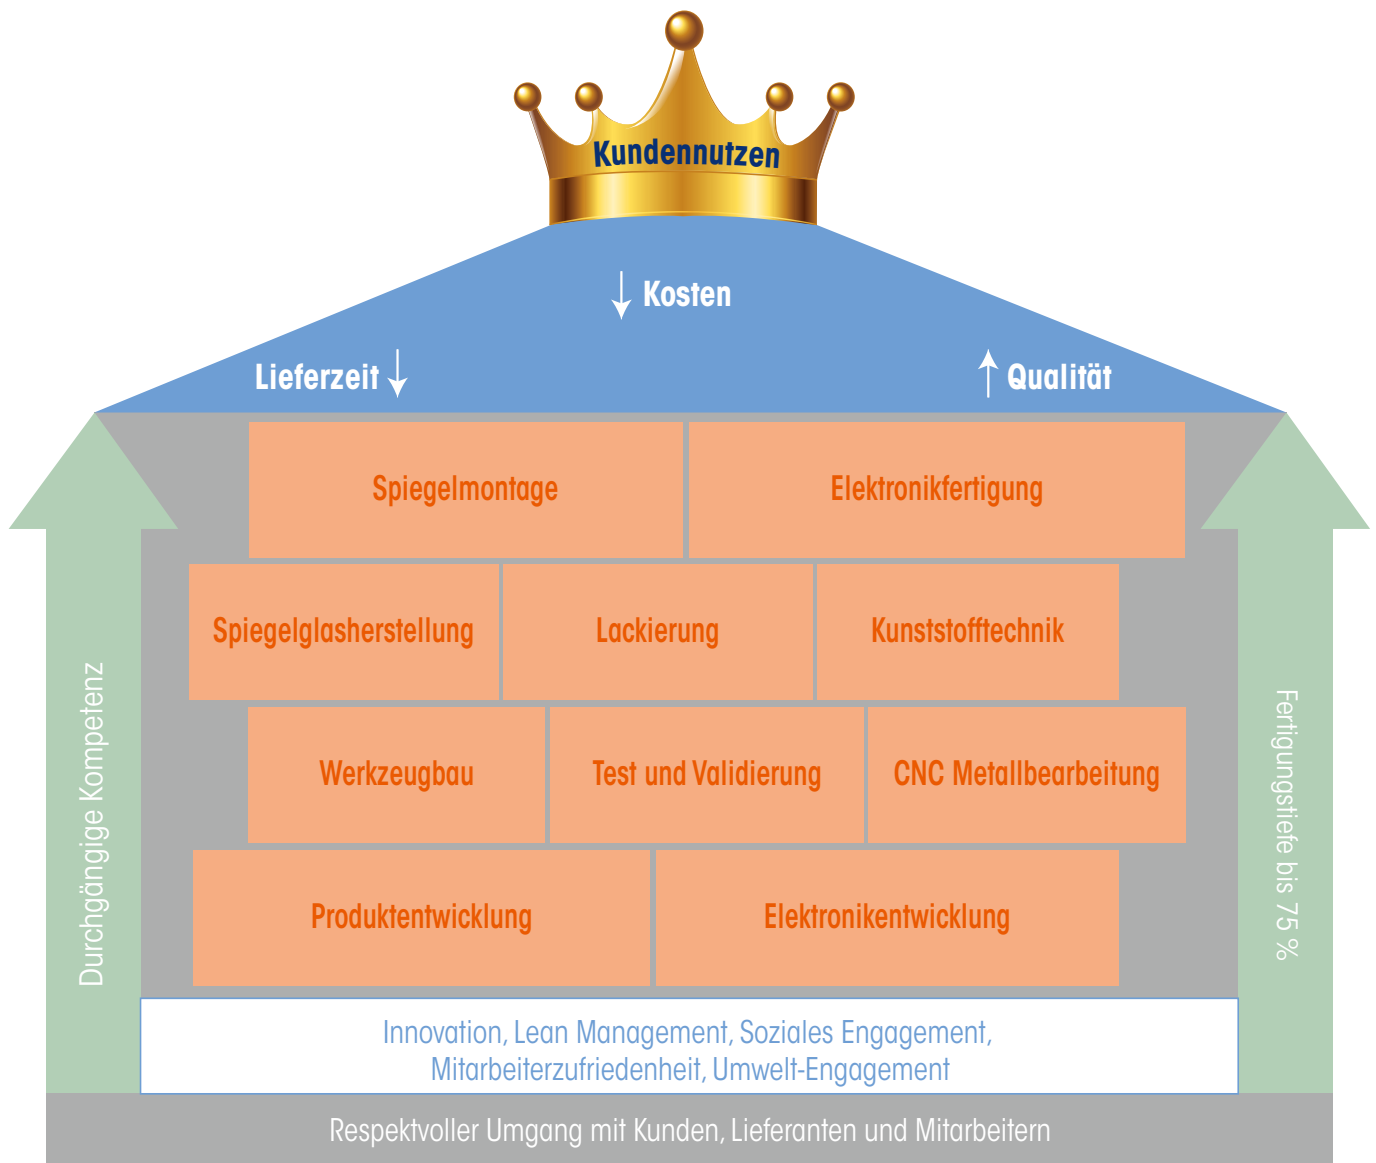 Kundennutzen
Kosten
Lieferzeit
Qualität
Spiegelmontage
Elektronikfertigung
Spiegelglasherstellung
Lackierung
Kunststofftechnik
Werkzeugbau
Test und Validierung
CNC Metallbearbeitung
Produktentwicklung
Elektronikentwicklung
Durchgängige Kompetenz
Fertigungstiefe bis 75 %
Innovation, Lean Management, Soziales Engagement,
Mitarbeiterzufriedenheit, Umwelt-Engagement
Respektvoller Umgang mit Kunden, Lieferanten und Mitarbeitern